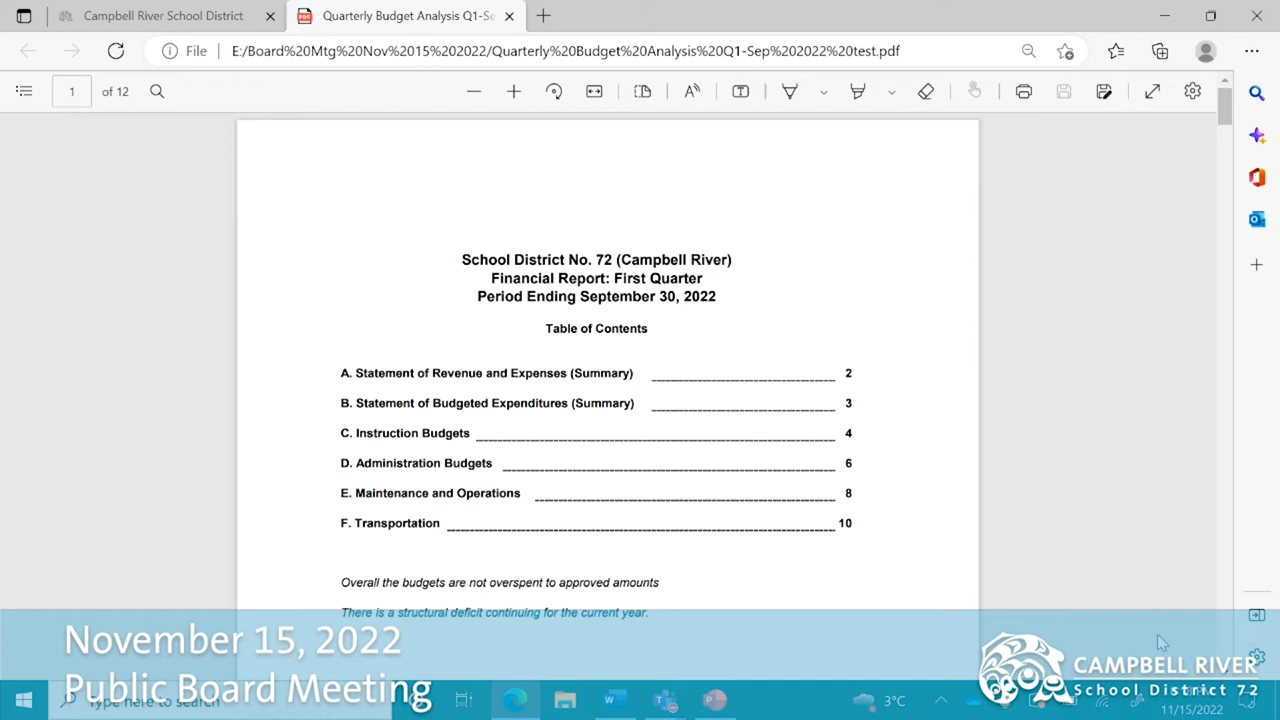 Campbell River School District
Quarterly Budget Analysis Q1-Se
File
E:/Board%20Mtg%20Nov%2015%202022/Quarterly%20Budget%20Analysis%20Q1-Sep%202022%20test.pdf
1 of 12
School District No. 72 (Campbell River)
Financial Report: First Quarter
Period Ending September 30, 2022
Table of Contents
A. Statement of Revenue and Expenses (Summary) 2
B. Statement of Budgeted Expenditures (Summary) 3
C. Instruction Budgets 4
D. Administration Budgets 6
E. Maintenance and Operations 8
F. Transportation 10
Overall the budgets are not overspent to approved amounts
There is a structural deficit continuing for the current year.
November 15, 2022
Public Board Meeting
CAMPBELL RIVER
School District 72
Type here to search
3°C
11/15/2022